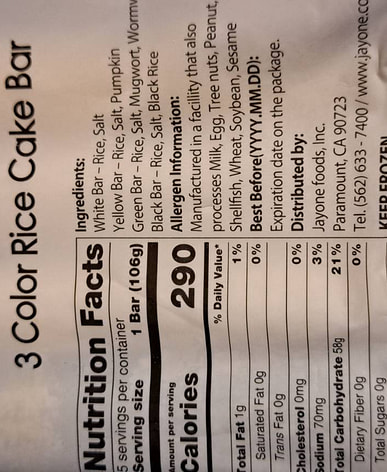 3 Color Rice Cake Bar
Nutrition Facts
5 servings per container
Serving size 1 Bar (106g)
Amount per serving
Calories 290
% Daily Value*
Total Fat 1g 1%
Saturated Fat 0g 0%
Trans Fat 0g
Cholesterol 0mg 0%
Sodium 70mg 3%
Total Carbohydrate 58g 21%
Dietary Fiber 0g 0%
Total Sugars 0g
Ingredients:
White Bar – Rice, Salt
Yellow Bar – Rice, Salt, Pumpkin
Green Bar – Rice, Salt, Mugwort, Wormw
Black Bar – Rice, Salt, Black Rice
Allergen Information:
Manufactured in a facility that also
processes Milk, Egg, Tree nuts, Peanut,
Shellfish, Wheat, Soybean, Sesame
Best Before(YYYY.MM.DD):
Expiration date on the package.
Distributed by:
Jayone foods, Inc.
Paramount, CA 90723
Tel. (562) 633 - 7400 / www.jayone.co
KEEP FROZEN